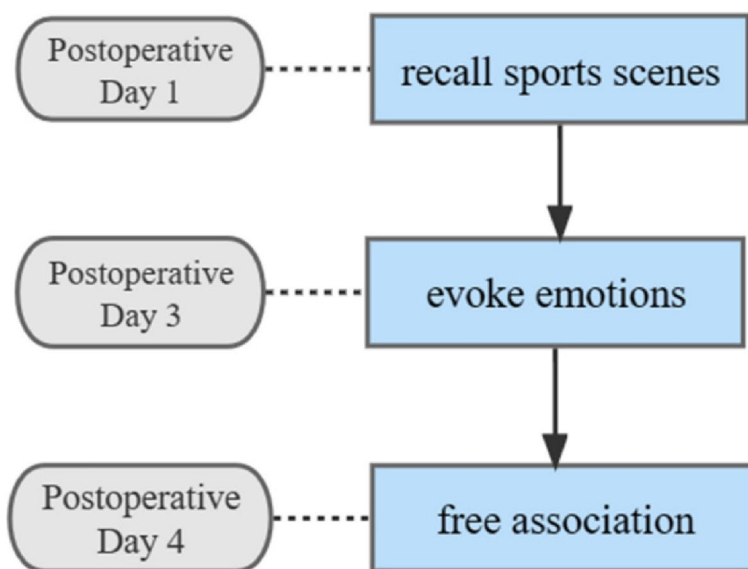 Postoperative
Day 1
recall sports scenes
Postoperative
Day 3
evoke emotions
Postoperative
Day 4
free association